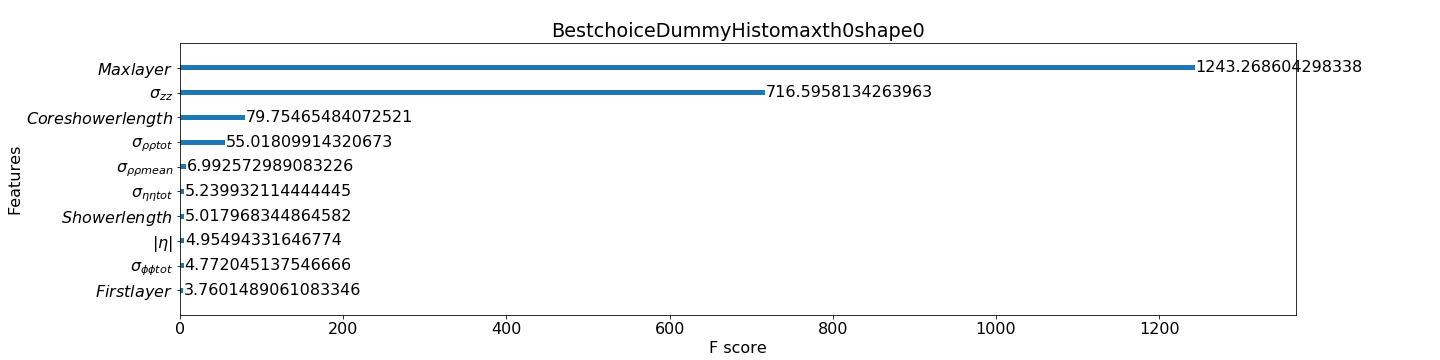 BestchoiceDummyHistomaxth0shape0
Maxlayer 1243.268604298338
σzz 716.5958134263963
Coreshowerlength 79.75465484072521
σρρtot 55.01809914320673
σρρmean 6.992572989083226
σηηtot 5.239932114444445
Showerlength 5.017968344864582
|η| 4.95494331646774
σϕϕtot 4.772045137546666
Firstlayer 3.7601489061083346
Features
0 200 400 600 800 1000 1200
F score